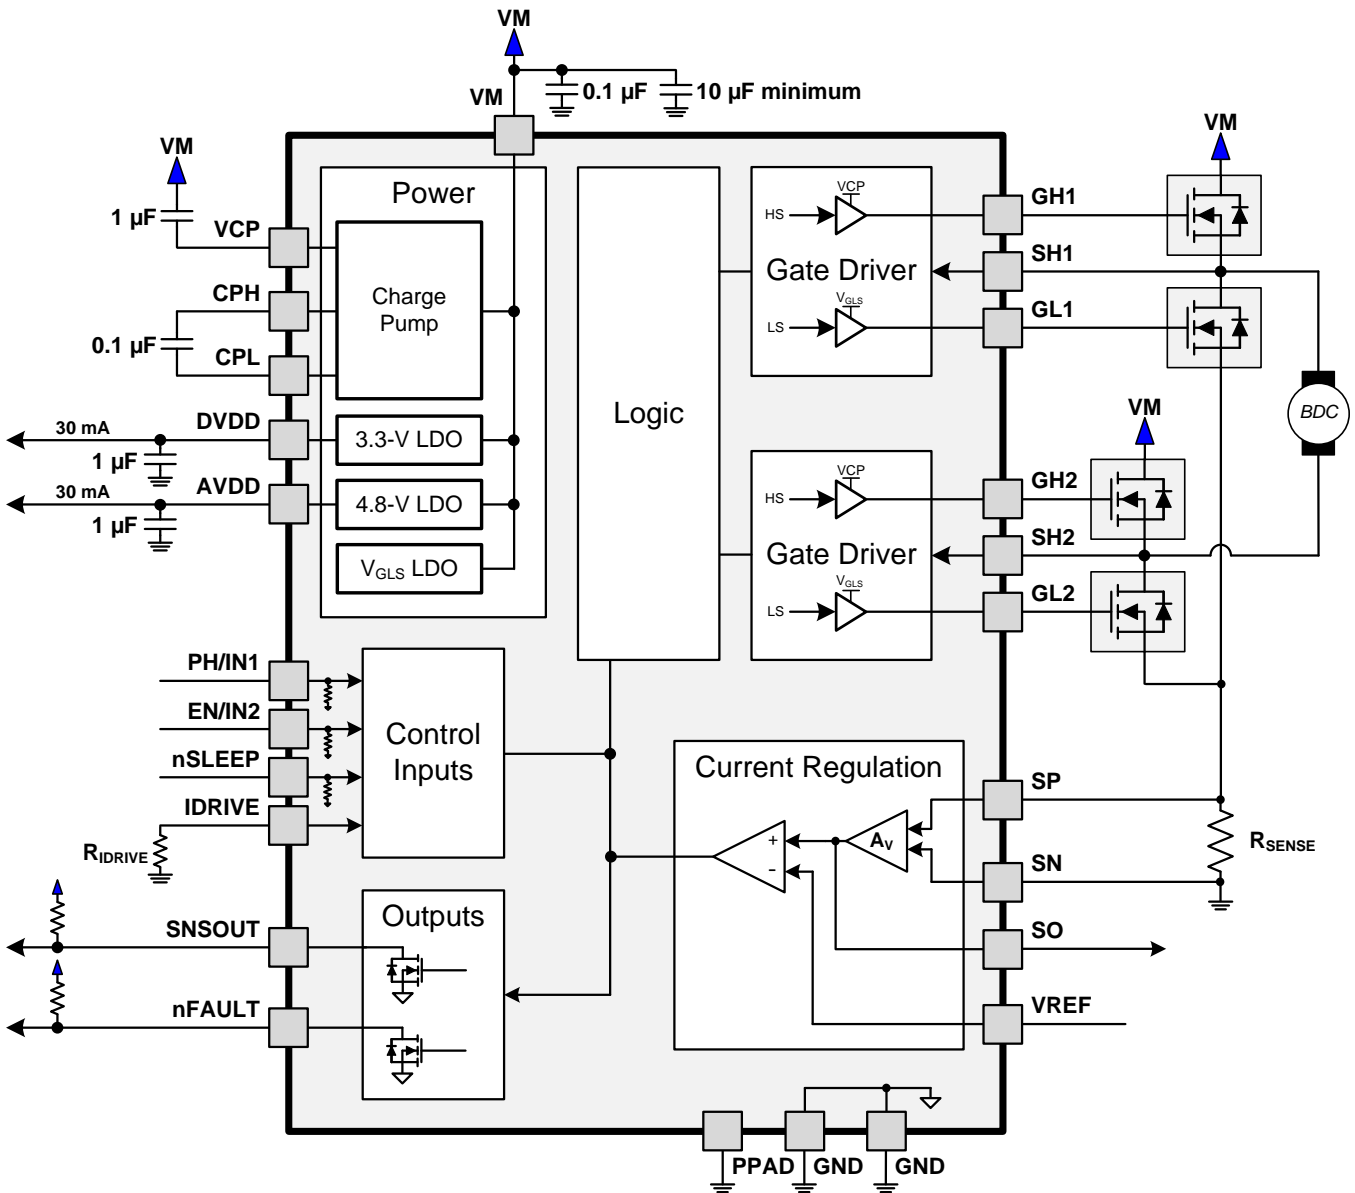 VM
VM
0.1 µF
10 µF minimum
VM
1 µF
VCP
CPH
0.1 µF
CPL
DVDD
30 mA
1 µF
AVDD
30 mA
1 µF
Power
Charge
Pump
3.3-V LDO
4.8-V LDO
VGLS LDO
Logic
VCP
HS
Gate Driver
VGLS
LS
VCP
HS
Gate Driver
VGLS
LS
GH1
SH1
GL1
VM
BDC
VM
GH2
SH2
GL2
PH/IN1
EN/IN2
nSLEEP
IDRIVE
RIDRIVE
Control
Inputs
SNSOUT
nFAULT
Outputs
Current Regulation
+
-
AV
SP
SN
RSENSE
SO
VREF
PPAD
GND
GND